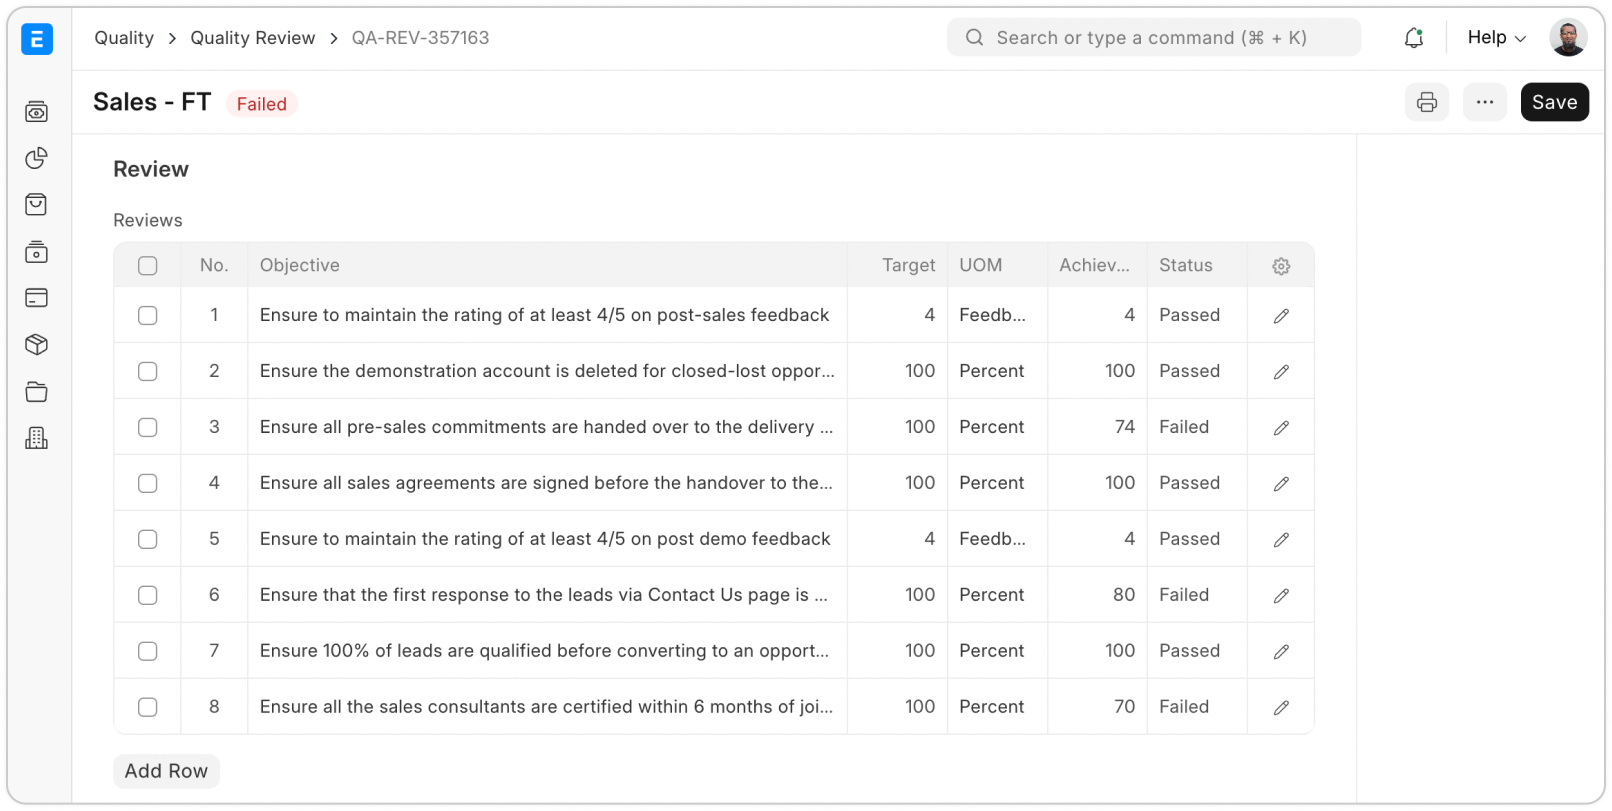 E
Quality > Quality Review > QA-REV-357163
Search or type a command (⌘ + K)
Help
Sales - FT Failed
... Save
Review
Reviews
No. Objective Target UOM Achiev... Status
1 Ensure to maintain the rating of at least 4/5 on post-sales feedback 4 Feedb... 4 Passed
2 Ensure the demonstration account is deleted for closed-lost oppor... 100 Percent 100 Passed
3 Ensure all pre-sales commitments are handed over to the delivery ... 100 Percent 74 Failed
4 Ensure all sales agreements are signed before the handover to the... 100 Percent 100 Passed
5 Ensure to maintain the rating of at least 4/5 on post demo feedback 4 Feedb... 4 Passed
6 Ensure that the first response to the leads via Contact Us page is ... 100 Percent 80 Failed
7 Ensure 100% of leads are qualified before converting to an opport... 100 Percent 100 Passed
8 Ensure all the sales consultants are certified within 6 months of joi... 100 Percent 70 Failed
Add Row